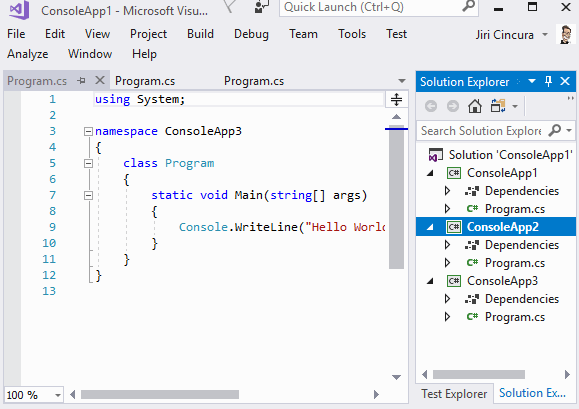 ConsoleApp1 - Microsoft Visu...
Quick Launch (Ctrl+Q)
File Edit View Project Build Debug Team Tools Test
Jiri Cincura
Analyze Window Help
Program.cs Program.cs Program.cs
1 using System;
2
3 namespace ConsoleApp3
4 {
5 class Program
6 {
7 static void Main(string[] args)
8 {
9 Console.WriteLine("Hello World
10 }
11 }
12 }
13
100 %
Solution Explorer
Search Solution Explore
Solution 'ConsoleApp1'
C# ConsoleApp1
Dependencies
C# Program.cs
C# ConsoleApp2
Dependencies
C# Program.cs
C# ConsoleApp3
Dependencies
C# Program.cs
Test Explorer Solution Ex...